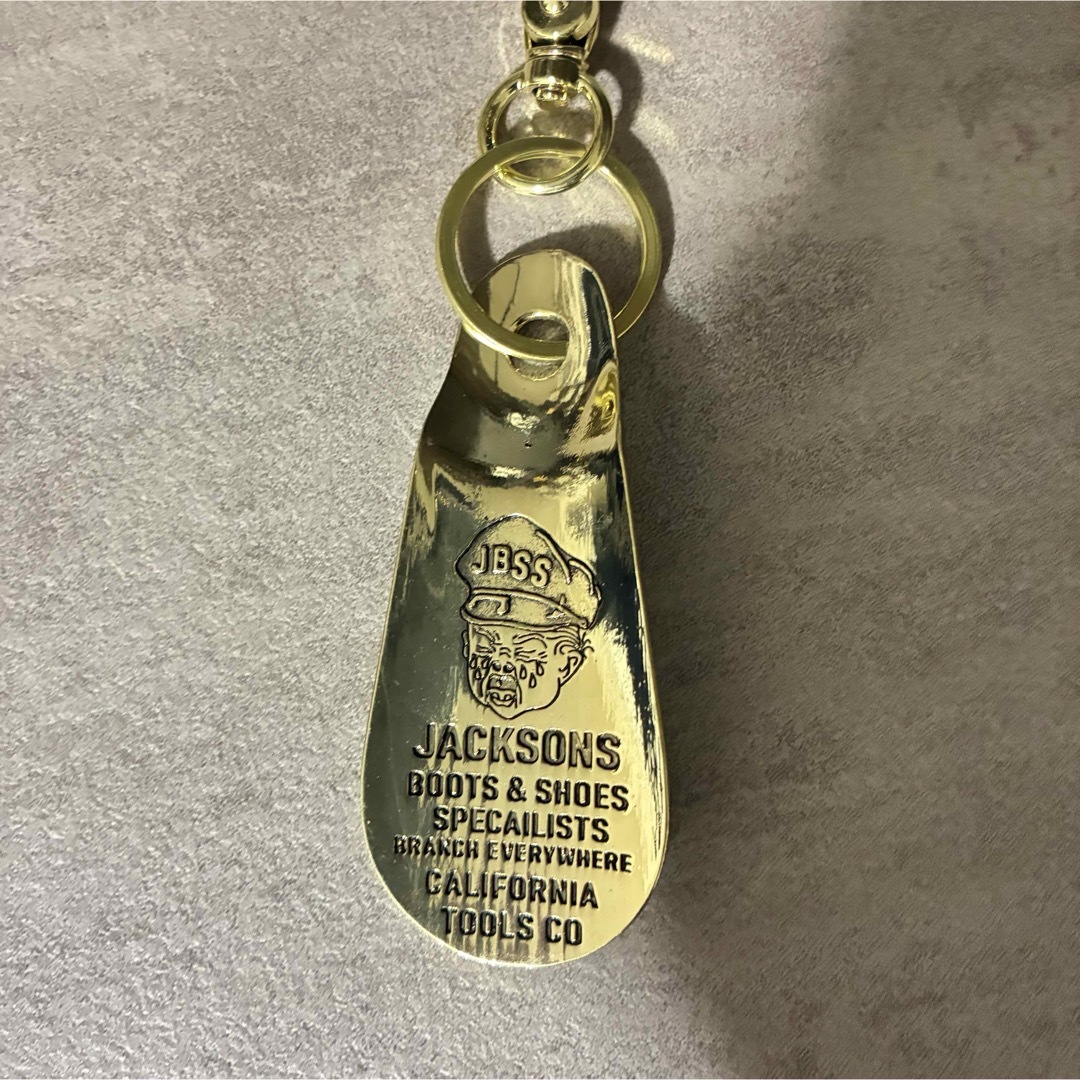 JBSS
JACKSONS
BOOTS & SHOES
SPECAILISTS
BRANCH EVERYWHERE
CALIFORNIA
TOOLS CO